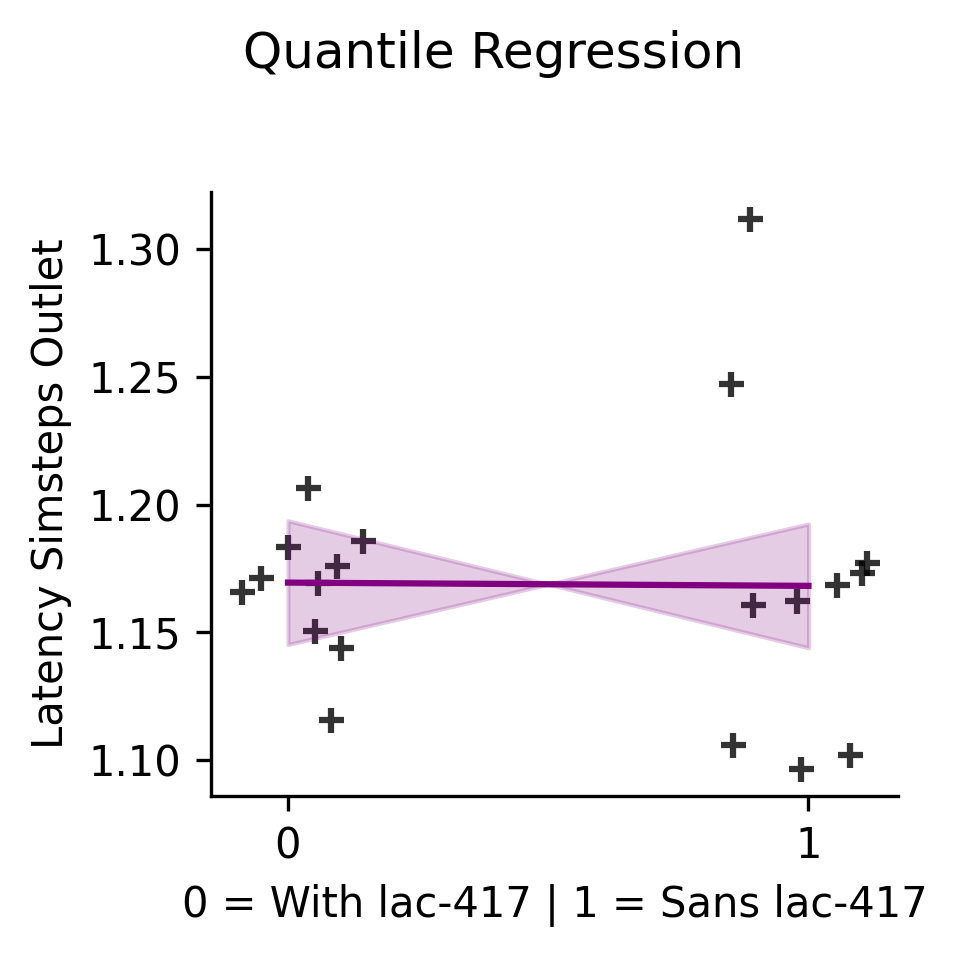 Quantile Regression
Latency Simsteps Outlet
1.30
1.25
1.20
1.15
1.10
0
1
0 = With lac-417 | 1 = Sans lac-417